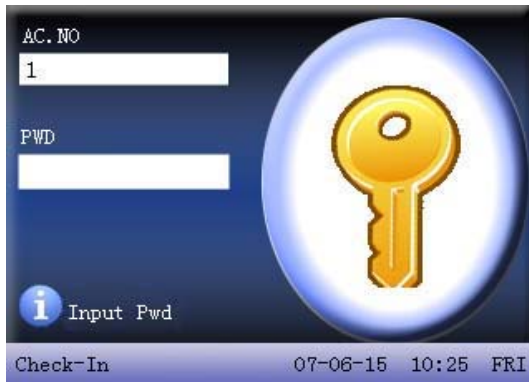 AC.NO
1
PWD
Input Pwd
Check-In 07-06-15 10:25 FRI